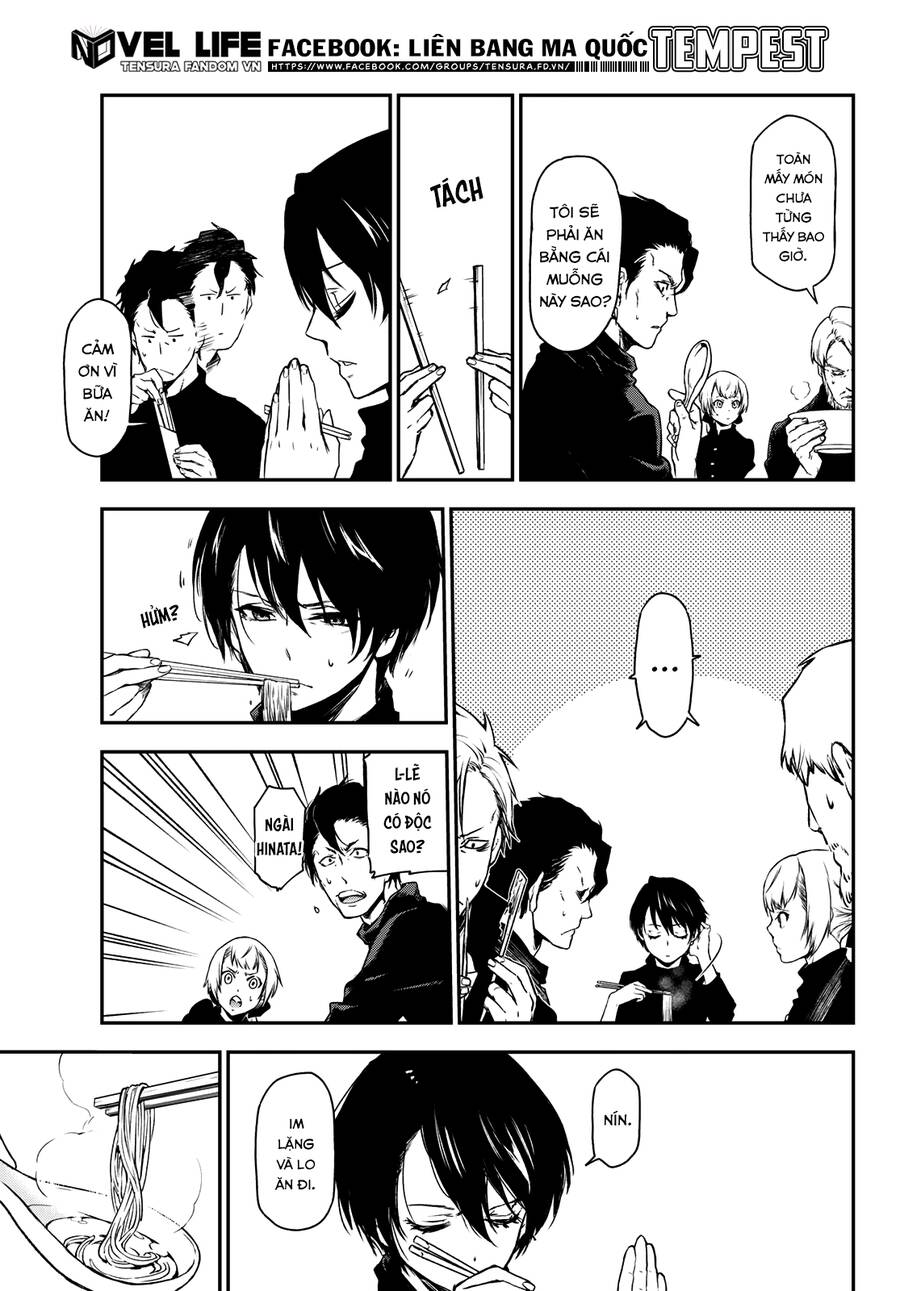 NOVEL LIFE
TENSURA FANDOM VN
FACEBOOK: LIÊN BANG MA QUỐC
HTTPS://WWW.FACEBOOK.COM/GROUPS/TENSURA.FD.VN/
TEMPEST
TOÀN
MẤY MÓN
CHƯA
TỪNG
THẤY BAO
GIỜ.
TÔI SẼ
PHẢI ĂN
BẰNG CÁI
MUỖNG
NÀY SAO?
TÁCH
CẢM
ƠN VÌ
BỮA
ĂN!
...
HỬM?
L-LẼ
NÀO NÓ
CÓ ĐỘC
SAO?
NGÀI
HINATA!
NÍN.
IM
LẶNG
VÀ LO
ĂN ĐI.